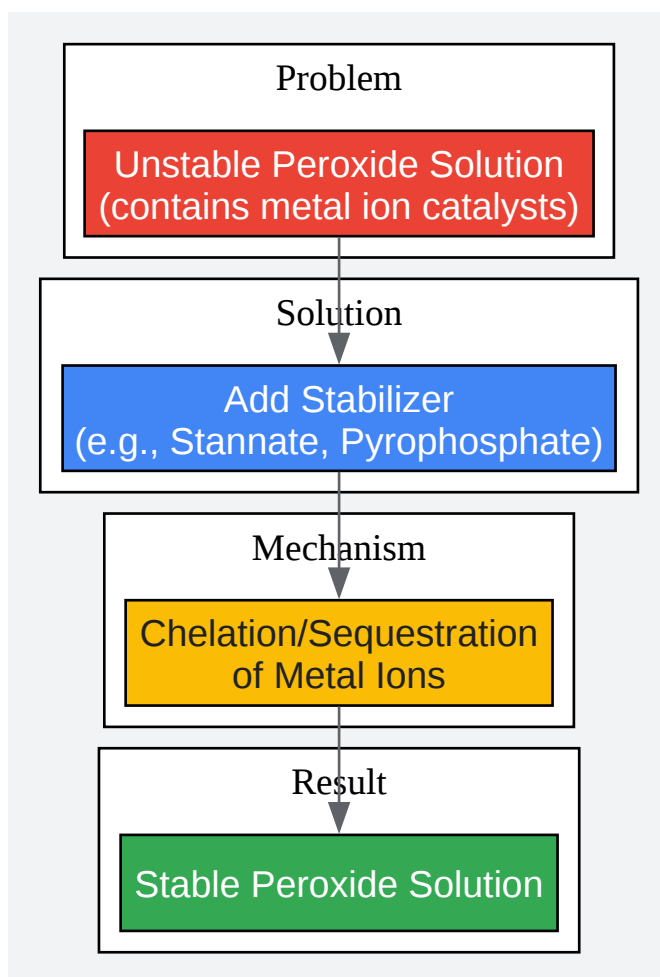 Problem
Unstable Peroxide Solution
(contains metal ion catalysts)
Solution
Add Stabilizer
(e.g., Stannate, Pyrophosphate)
Mechanism
Chelation/Sequestration
of Metal Ions
Result
Stable Peroxide Solution